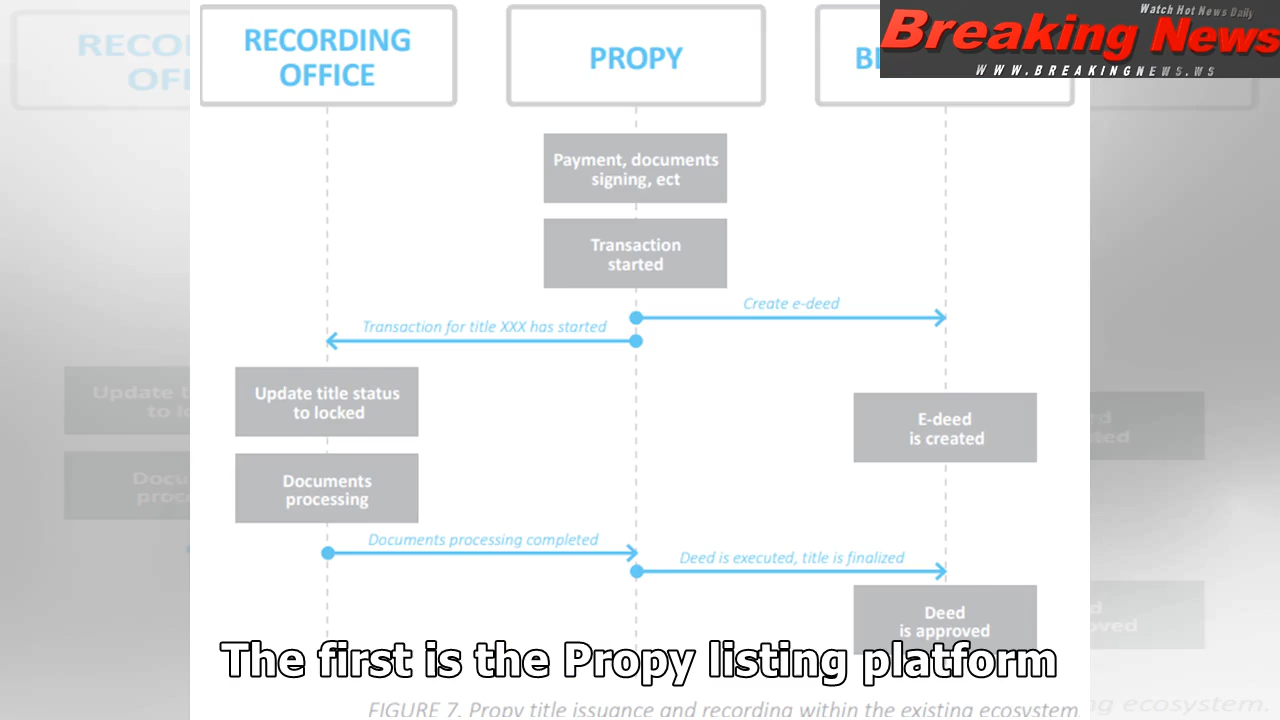 Watch Hot News Daily
Breaking News
WWW.BREAKINGNEWS.WS
RECORDING
OFFICE
PROPY
Payment, documents
signing, ect
Transaction
started
Create e-deed
Transaction for title XXX has started
Update title status
to locked
E-deed
is created
Documents
processing
Documents processing completed
Deed is executed, title is finalized
Deed
is approved
The first is the Propy listing platform
FIGURE 7. Propy title issuance and recording within the existing ecosystem.